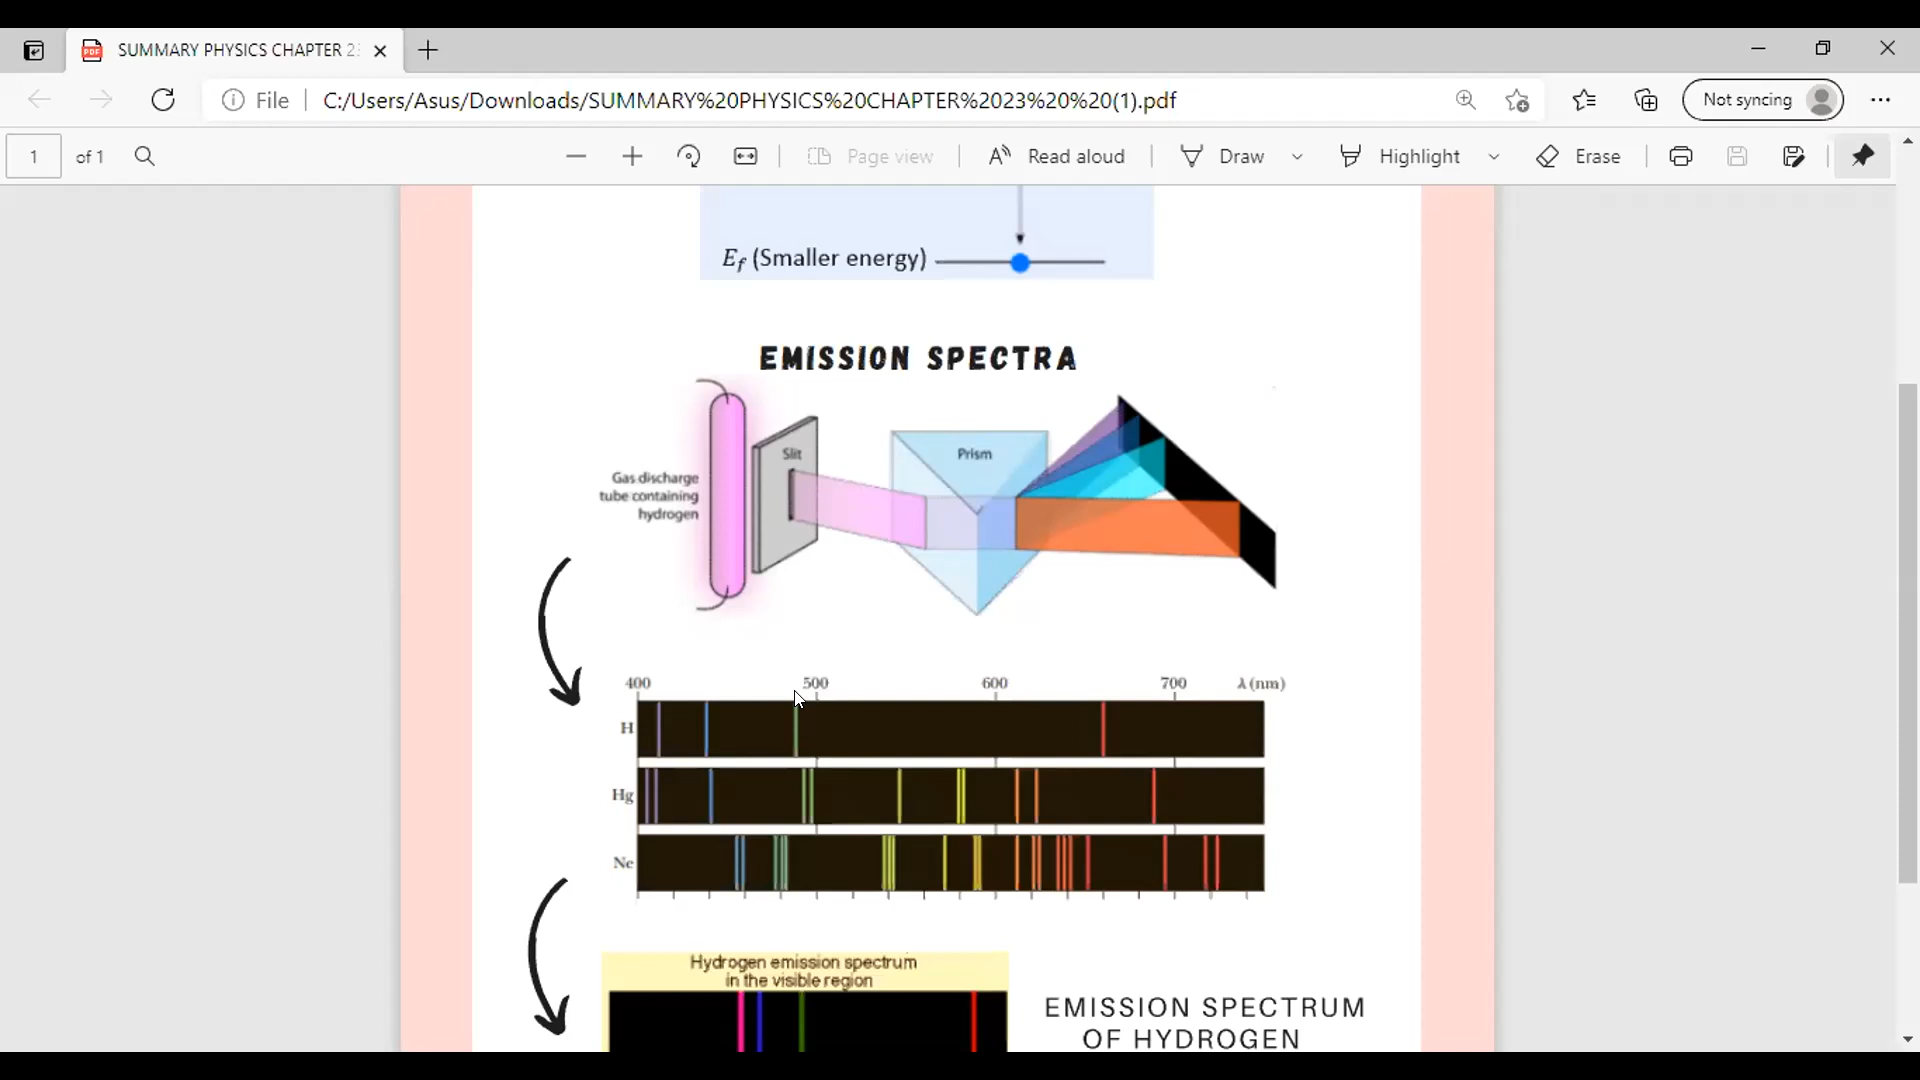 SUMMARY PHYSICS CHAPTER 2
File
C:/Users/Asus/Downloads/SUMMARY%20PHYSICS%20CHAPTER%2023%20%20(1).pdf
Not syncing
1 of 1
Page view
Read aloud
Draw
Highlight
Erase
E_f (Smaller energy)
EMISSION SPECTRA
Gas discharge
tube containing
hydrogen
Slit
Prism
400 500 600 700 λ (nm)
H
Hg
Ne
Hydrogen emission spectrum
in the visible region
EMISSION SPECTRUM
OF HYDROGEN